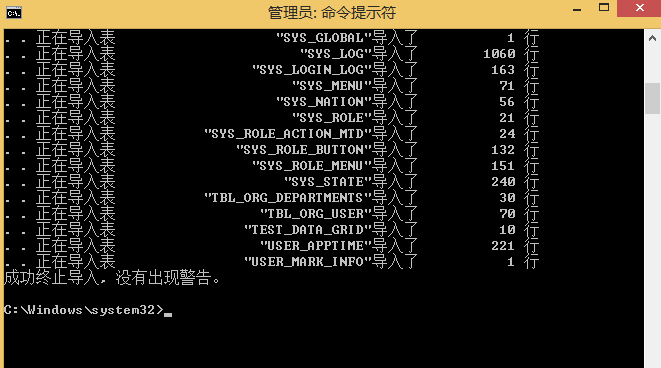 管理员: 命令提示符
. . 正在导入表 "SYS_GLOBAL"导入了 1 行
. . 正在导入表 "SYS_LOG"导入了 1060 行
. . 正在导入表 "SYS_LOGIN_LOG"导入了 163 行
. . 正在导入表 "SYS_MENU"导入了 71 行
. . 正在导入表 "SYS_NATION"导入了 56 行
. . 正在导入表 "SYS_ROLE"导入了 21 行
. . 正在导入表 "SYS_ROLE_ACTION_MTD"导入了 24 行
. . 正在导入表 "SYS_ROLE_BUTTON"导入了 132 行
. . 正在导入表 "SYS_ROLE_MENU"导入了 151 行
. . 正在导入表 "SYS_STATE"导入了 240 行
. . 正在导入表 "TBL_ORG_DEPARTMENTS"导入了 30 行
. . 正在导入表 "TBL_ORG_USER"导入了 70 行
. . 正在导入表 "TEST_DATA_GRID"导入了 10 行
. . 正在导入表 "USER_APPTIME"导入了 221 行
. . 正在导入表 "USER_MARK_INFO"导入了 1 行
成功终止导入, 没有出现警告。
C:\Windows\system32>